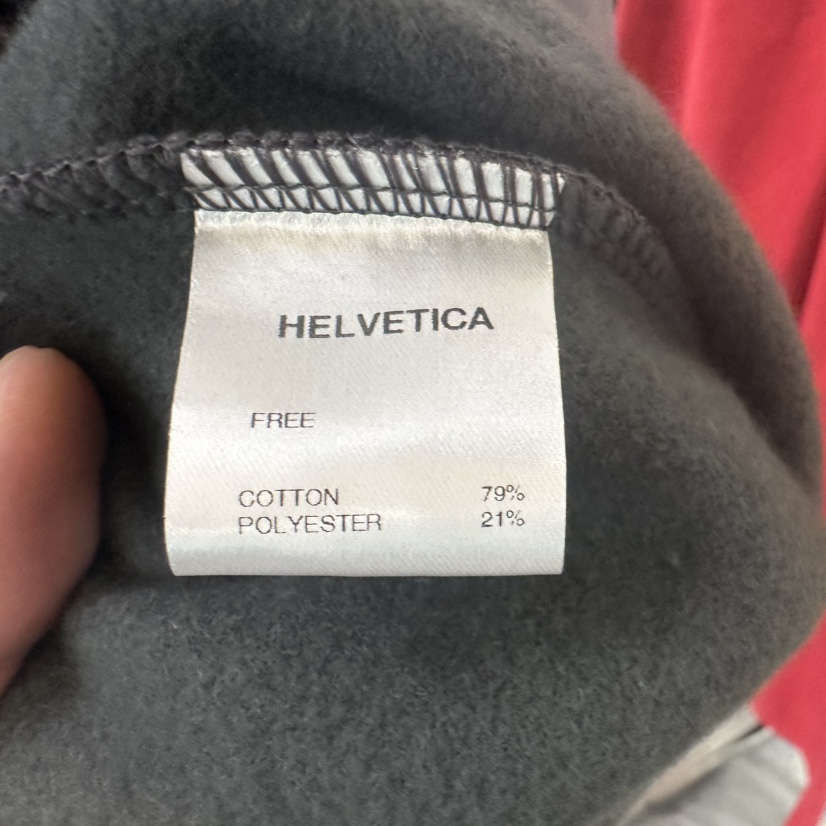 HELVETICA
FREE
COTTON 79%
POLYESTER 21%